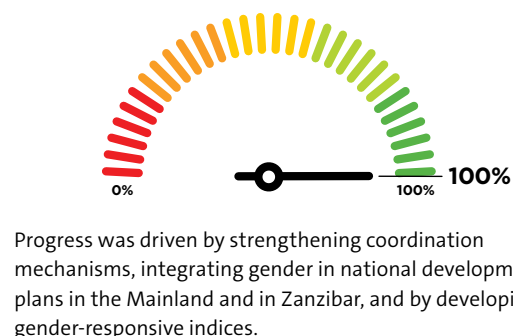 0%
100%
100%
Progress was driven by strengthening coordination
mechanisms, integrating gender in national developm
plans in the Mainland and in Zanzibar, and by developi
gender-responsive indices.